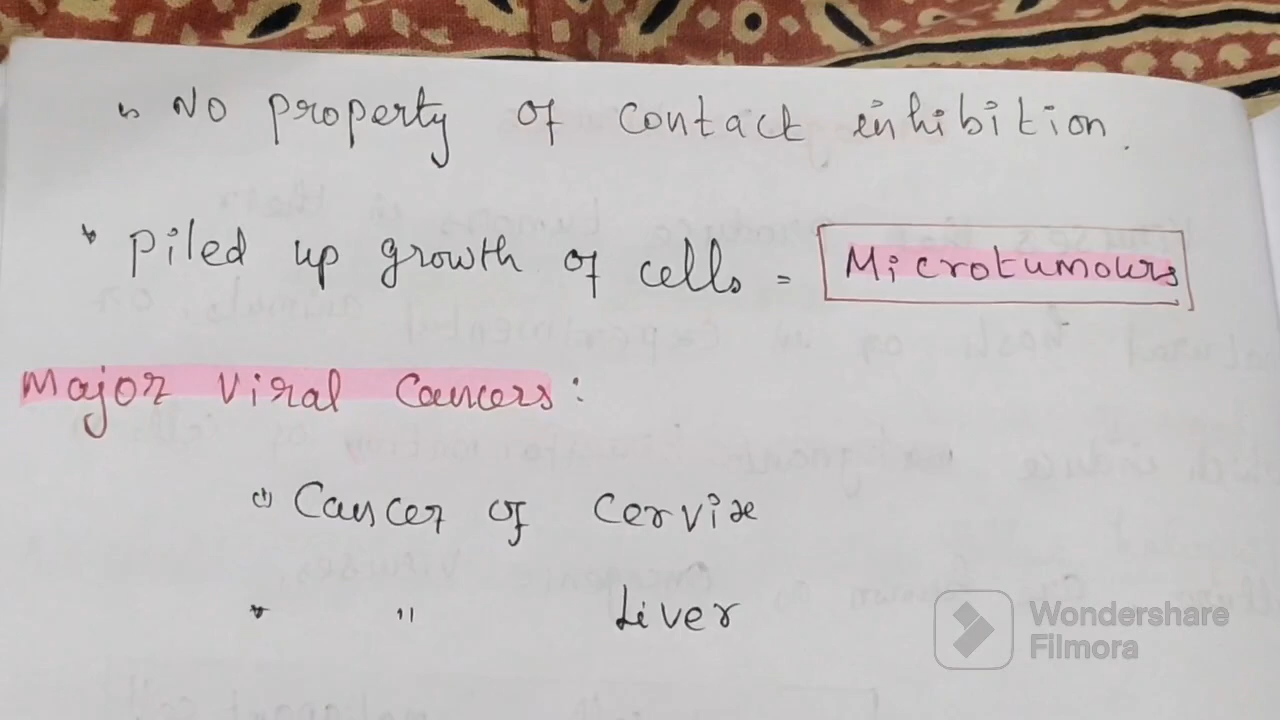 No property of contact inhibition.
* Piled up growth of cells = Microtumours
Major Viral Cancers :
Cancer of Cervix
* " Liver
Wondershare
Filmora